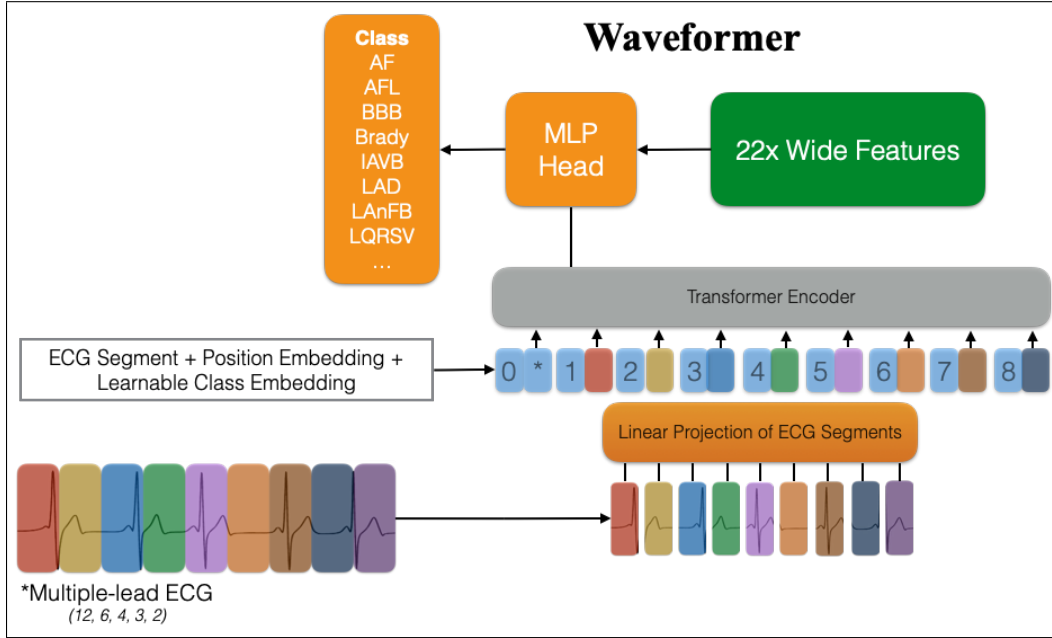 Waveformer
Class
AF
AFL
BBB
Brady
IAVB
LAD
LAnFB
LQRSV
...
MLP
Head
22x Wide Features
Transformer Encoder
ECG Segment + Position Embedding +
Learnable Class Embedding
0 * 1 2 3 4 5 6 7 8
Linear Projection of ECG Segments
*Multiple-lead ECG
(12, 6, 4, 3, 2)